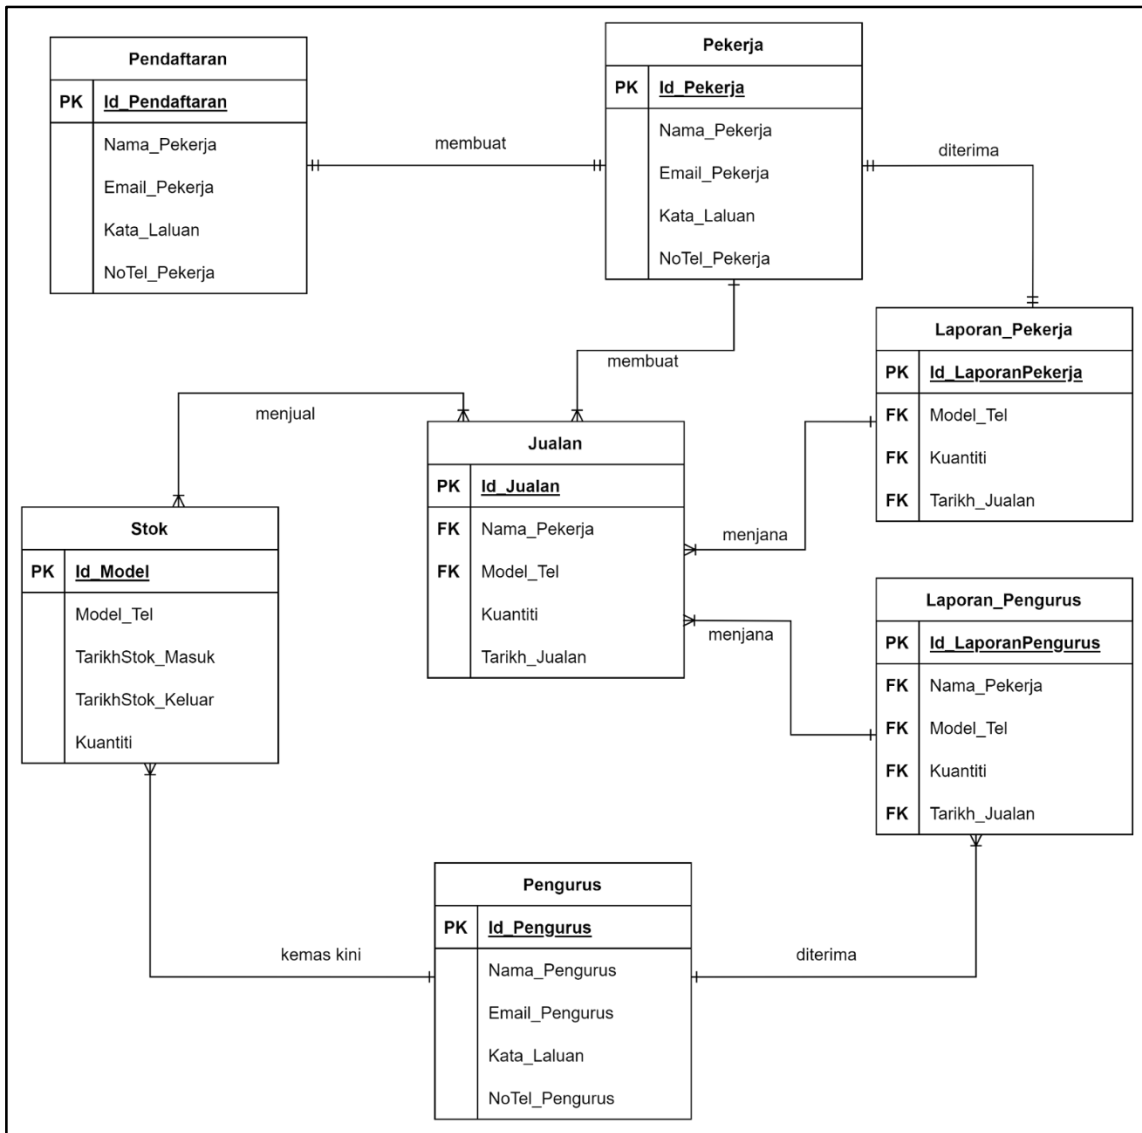 Pendaftaran
PK Id_Pendaftaran
Nama_Pekerja
Email_Pekerja
Kata_Laluan
NoTel_Pekerja
membuat
Pekerja
PK Id_Pekerja
Nama_Pekerja
Email_Pekerja
Kata_Laluan
NoTel_Pekerja
diterima
membuat
menjual
Laporan_Pekerja
PK Id_LaporanPekerja
FK Model_Tel
FK Kuantiti
FK Tarikh_Jualan
Jualan
PK Id_Jualan
FK Nama_Pekerja
FK Model_Tel
Kuantiti
Tarikh_Jualan
menjana
menjana
Stok
PK Id_Model
Model_Tel
TarikhStok_Masuk
TarikhStok_Keluar
Kuantiti
Laporan_Pengurus
PK Id_LaporanPengurus
FK Nama_Pekerja
FK Model_Tel
FK Kuantiti
FK Tarikh_Jualan
kemas kini
Pengurus
PK Id_Pengurus
Nama_Pengurus
Email_Pengurus
Kata_Laluan
NoTel_Pengurus
diterima